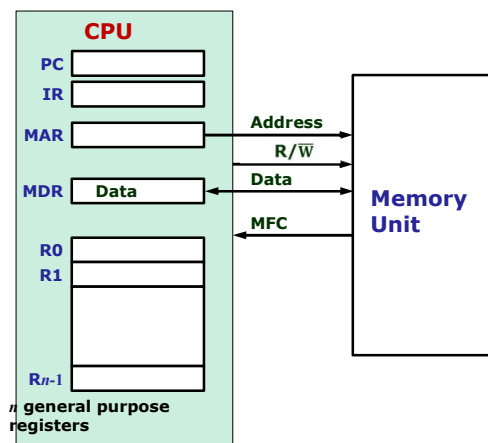 CPU
PC
IR
MAR
Address
R/W̅
MDR
Data
Data
Memory
Unit
MFC
R0
R1
Rn-1
n general purpose
registers